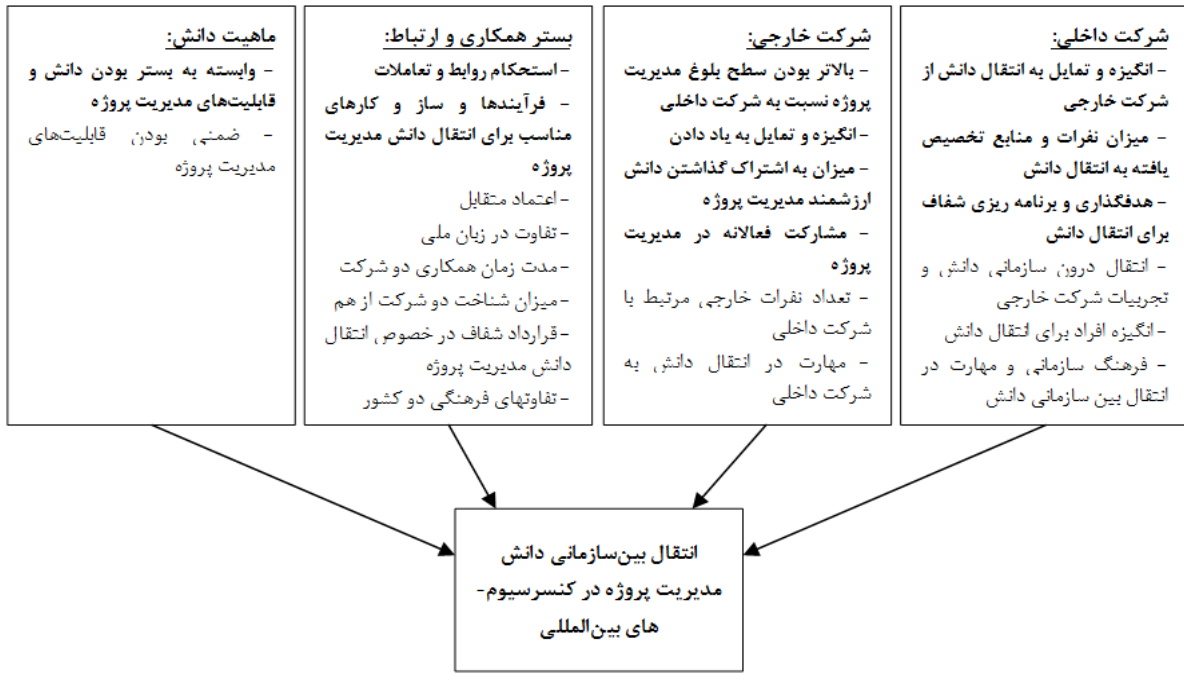 شرکت داخلی:
- انگیزه و تمایل به انتقال دانش از
شرکت خارجی
- میزان نفرات و منابع تخصیص
یافته به انتقال دانش
- هدفگذاری و برنامه ریزی شفاف
برای انتقال دانش
- انتقال درون سازمانی دانش و
تجربیات شرکت خارجی
- انگیزه افراد برای انتقال دانش
- فرهنگ سازمانی و مهارت در
انتقال بین سازمانی دانش
شرکت خارجی:
- بالاتر بودن سطح بلوغ مدیریت
پروژه نسبت به شرکت داخلی
- انگیزه و تمایل به یاد دادن
- میزان به اشتراک گذاشتن دانش
ارزشمند مدیریت پروژه
- مشارکت فعالانه در مدیریت
پروژه
- تعداد نفرات خارجی مرتبط با
شرکت داخلی
- مهارت در انتقال دانش به
شرکت داخلی
بستر همکاری و ارتباط:
- استحکام روابط و تعاملات
- فرآیندها و ساز و کارهای
مناسب برای انتقال دانش مدیریت
پروژه
- اعتماد متقابل
- تفاوت در زبان ملی
- مدت زمان همکاری دو شرکت
- میزان شناخت دو شرکت از هم
- قرارداد شفاف در خصوص انتقال
دانش مدیریت پروژه
- تفاوتهای فرهنگی دو کشور
ماهیت دانش:
- وابسته به بستر بودن دانش و
قابلیت‌های مدیریت پروژه
- ضمنی بودن قابلیت‌های
مدیریت پروژه
انتقال بین‌سازمانی دانش
مدیریت پروژه در کنسرسیوم-
های بین‌المللی